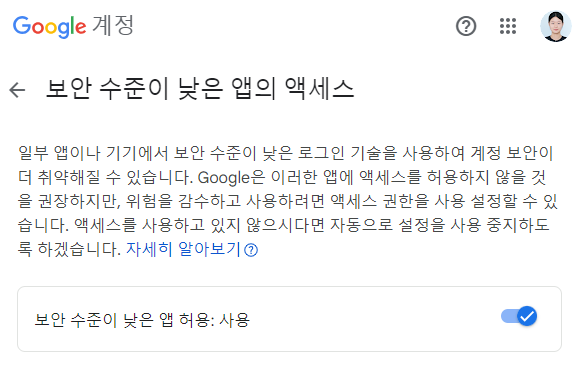 Google 계정
보안 수준이 낮은 앱의 액세스
일부 앱이나 기기에서 보안 수준이 낮은 로그인 기술을 사용하여 계정 보안이
더 취약해질 수 있습니다. Google은 이러한 앱에 액세스를 허용하지 않을 것
을 권장하지만, 위험을 감수하고 사용하려면 액세스 권한을 사용 설정할 수 있
습니다. 액세스를 사용하고 있지 않으시다면 자동으로 설정을 사용 중지하도
록 하겠습니다. 자세히 알아보기
보안 수준이 낮은 앱 허용: 사용